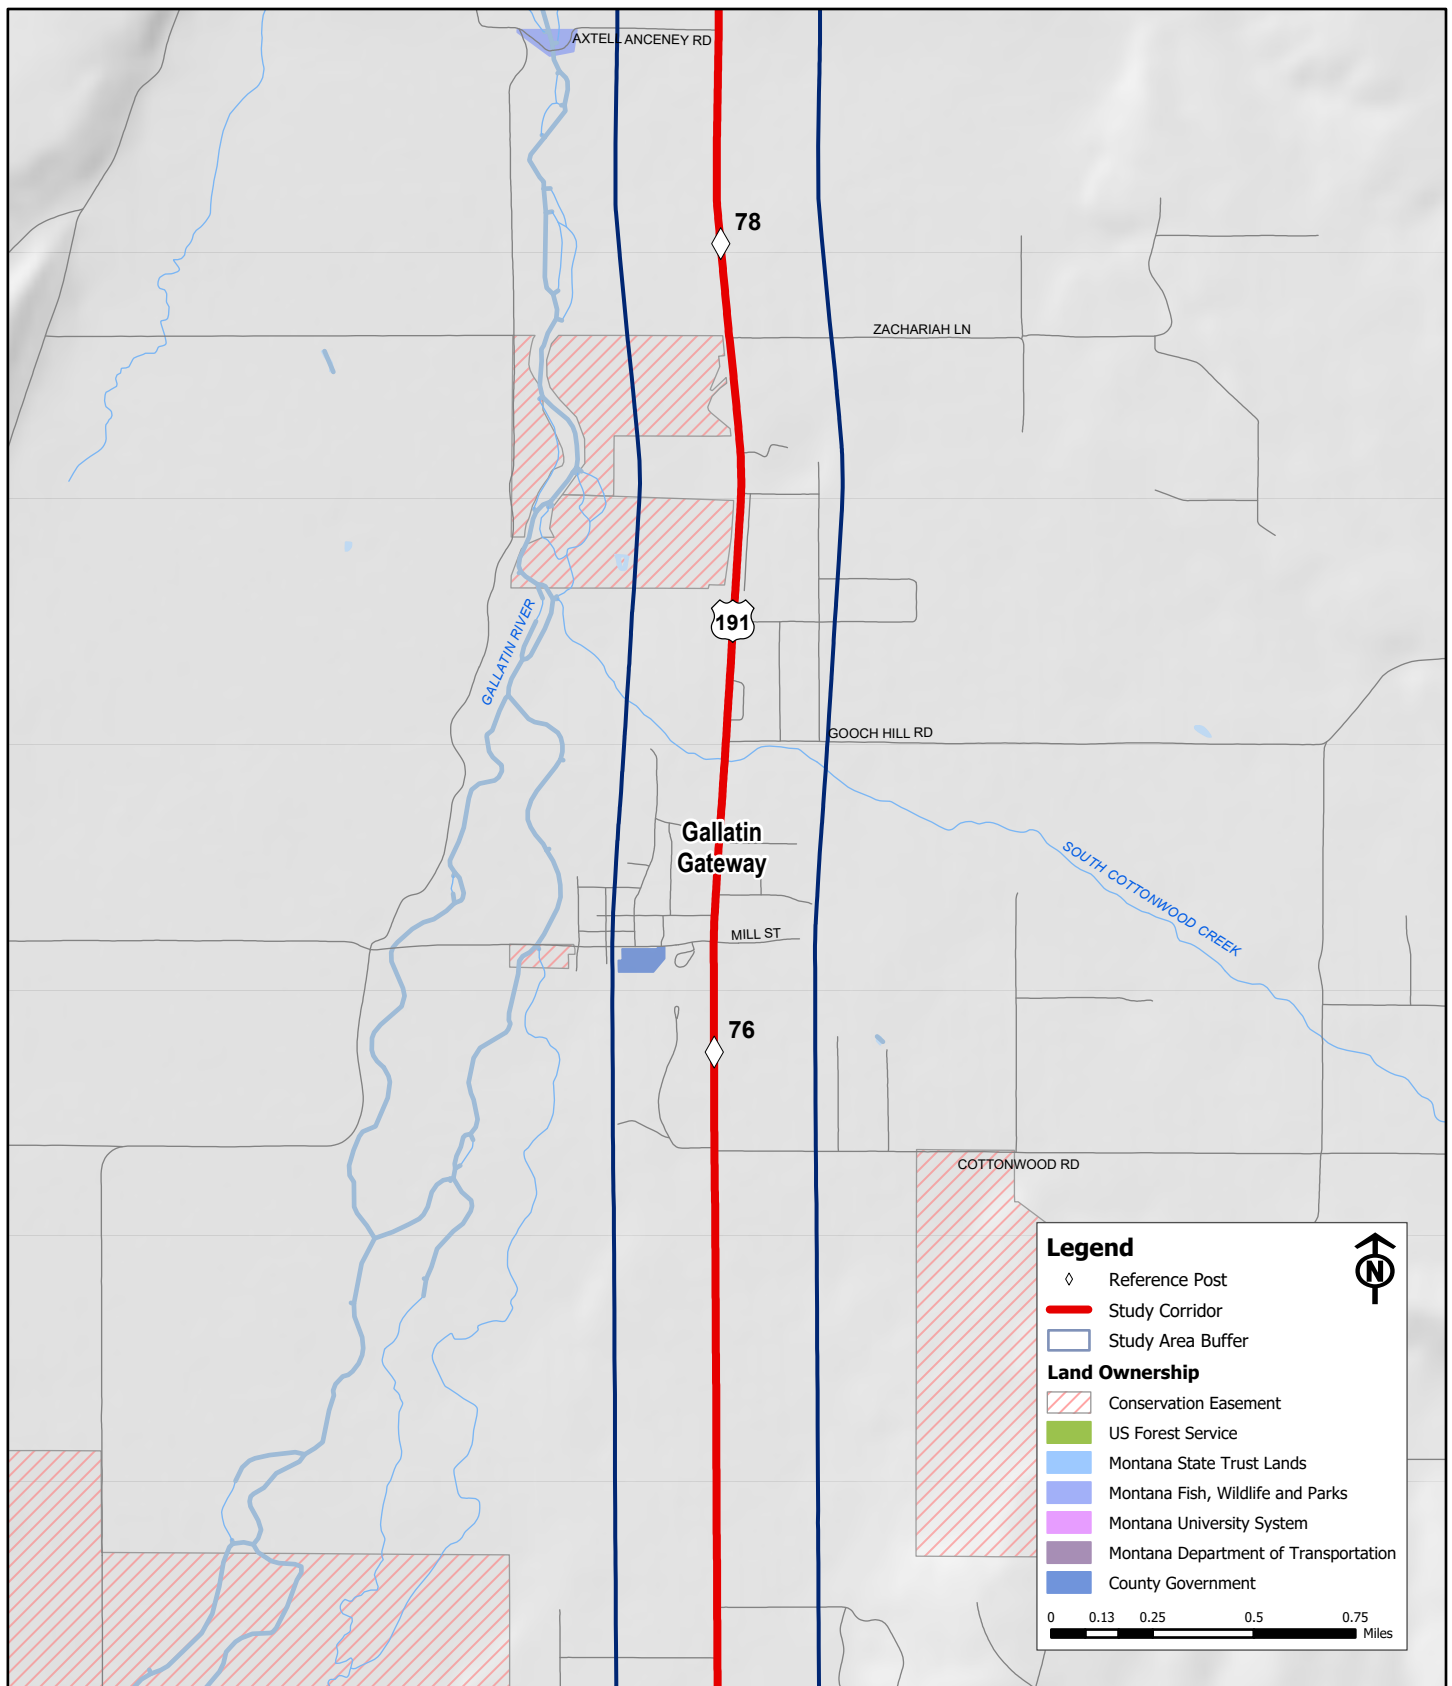 AXTELL ANCENEY RD
78
ZACHARIAH LN
GALLATIN RIVER
191
GOOCH HILL RD
Gallatin
Gateway
SOUTH COTTONWOOD CREEK
MILL ST
76
COTTONWOOD RD
Legend
N
Reference Post
Study Corridor
Study Area Buffer
Land Ownership
Conservation Easement
US Forest Service
Montana State Trust Lands
Montana Fish, Wildlife and Parks
Montana University System
Montana Department of Transportation
County Government
0 0.13 0.25 0.5 0.75
Miles